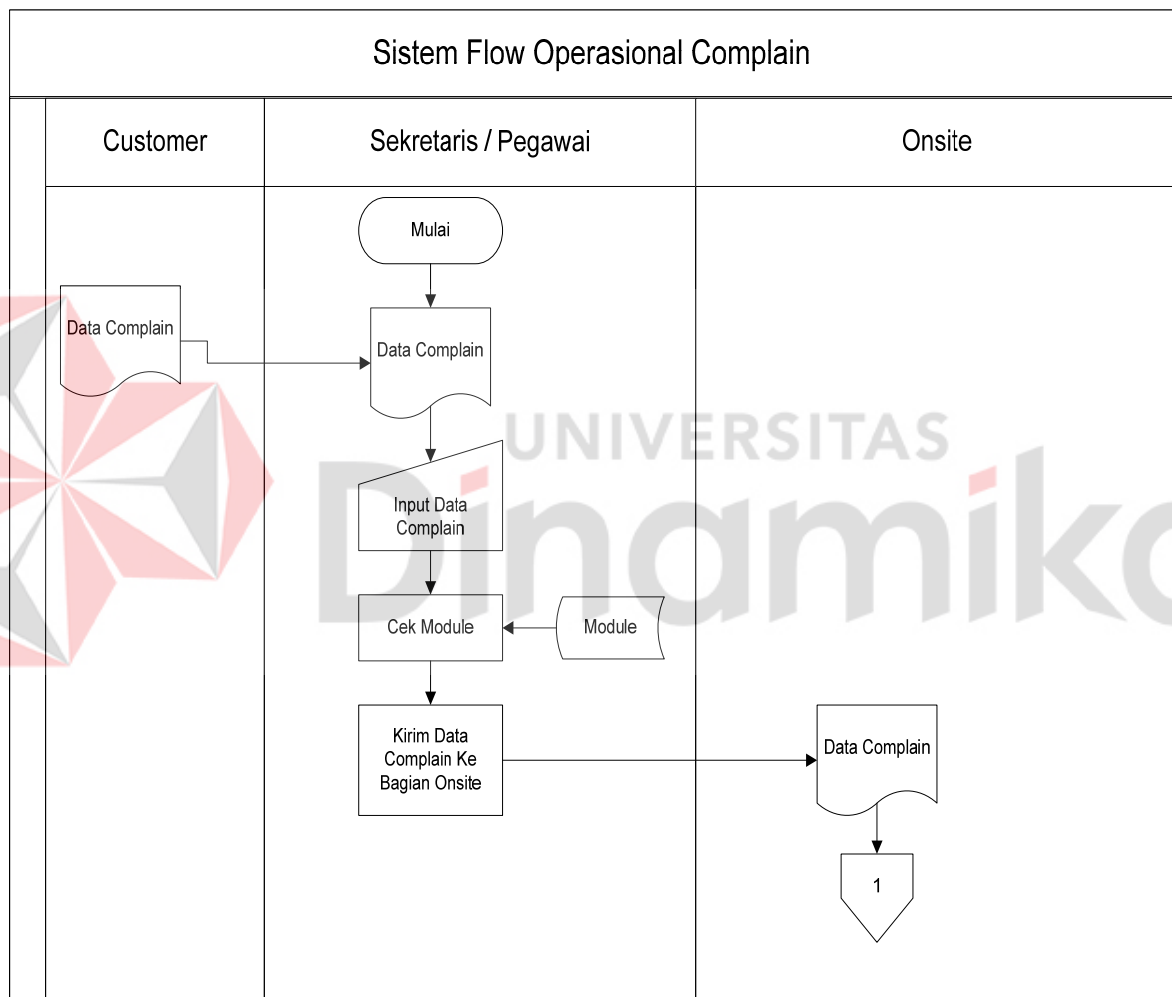 Sistem Flow Operasional Complain
Customer
Sekretaris / Pegawai
Onsite
Mulai
Data Complain
Data Complain
UNIVERSITAS
Dinamika
Input Data
Complain
Cek Module
Module
Kirim Data
Complain Ke
Bagian Onsite
Data Complain
1